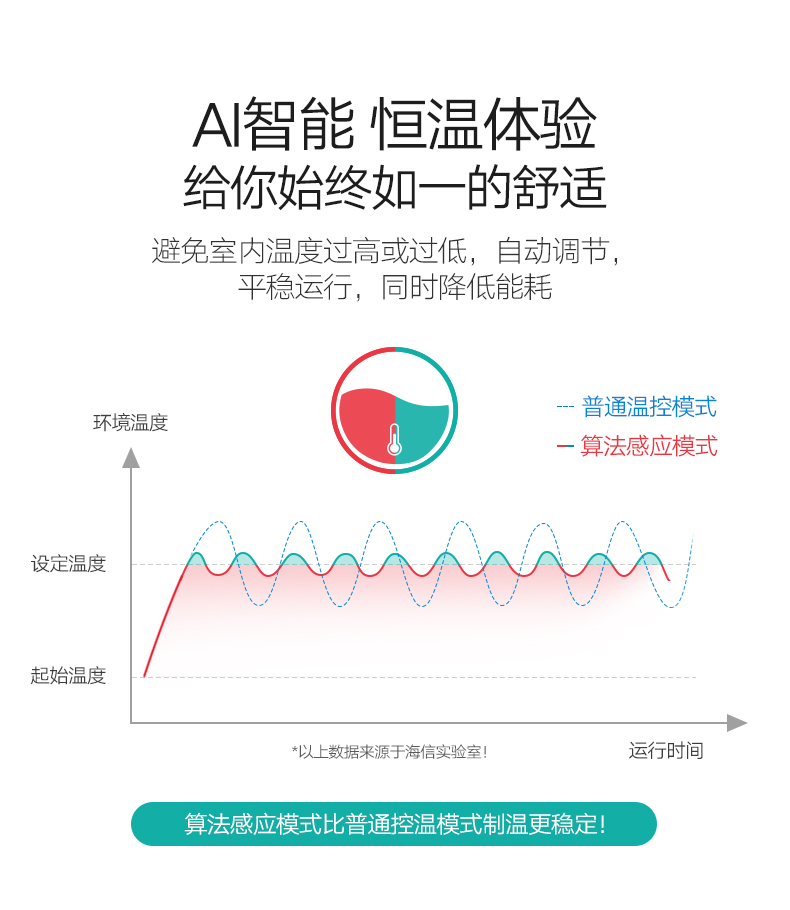 AI智能 恒温体验
给你始终如一的舒适
避免室内温度过高或过低，自动调节，
平稳运行，同时降低能耗
普通温控模式
环境温度
算法感应模式
设定温度
起始温度
*以上数据来源于海信实验室！
运行时间
算法感应模式比普通控温模式制温更稳定！